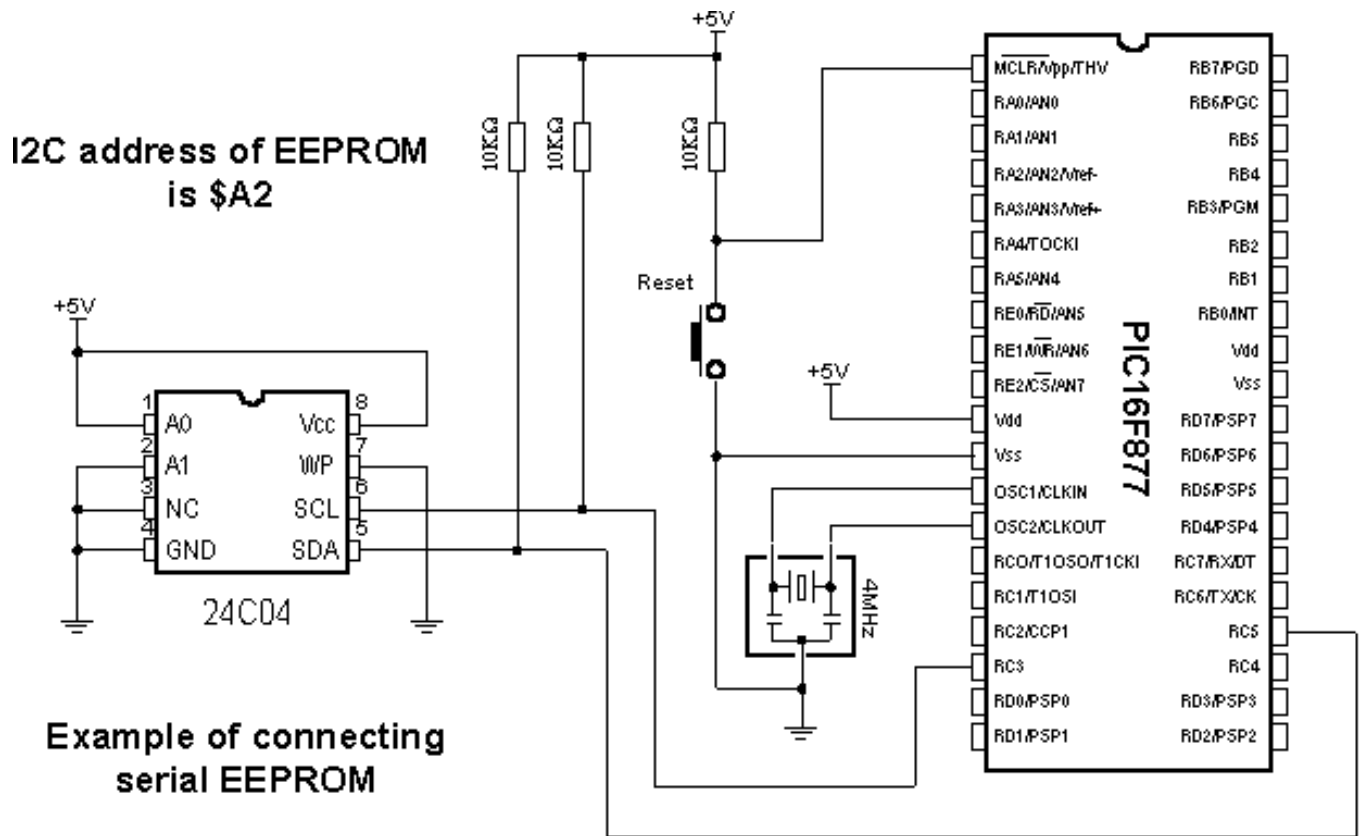 +5V
I2C address of EEPROM
is $A2
10KΩ
10KΩ
10KΩ
Reset
+5V
+5V
1
A0
2
A1
3
NC
4
GND
8
Vcc
7
WP
6
SCL
5
SDA
24C04
4MHz
Example of connecting
serial EEPROM
PIC16F877
MCLR/Vpp/THV
RA0/AN0
RA1/AN1
RA2/AN2/Vref-
RA3/AN3/Vref+
RA4/TOCKI
RA5/AN4
RE0/RD/AN5
RE1/WR/AN6
RE2/CS/AN7
Vdd
Vss
OSC1/CLKIN
OSC2/CLKOUT
RCO/T1OSO/T1CKI
RC1/T1OSI
RC2/CCP1
RC3
RD0/PSP0
RD1/PSP1
RB7/PGD
RB6/PGC
RB5
RB4
RB3/PGM
RB2
RB1
RB0/INT
Vdd
Vss
RD7/PSP7
RD6/PSP6
RD5/PSP5
RD4/PSP4
RC7/RX/DT
RC6/TX/CK
RC5
RC4
RD3/PSP3
RD2/PSP2